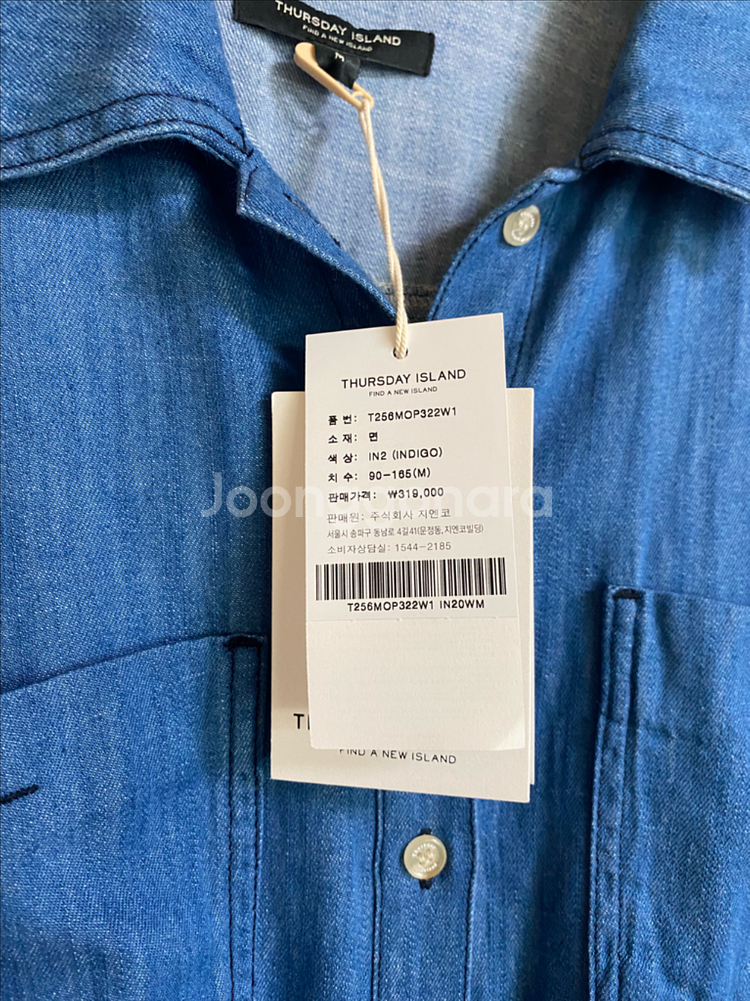 THURSDAY ISLAND
FIND A NEW ISLAND
M
THURSDAY ISLAND
FIND A NEW ISLAND
품 번: T256MOP322W1
소 재: 면
색 상: IN2 (INDIGO)
치 수: 90-165(M)
판매가격: ₩319,000
판매원: 주식회사 지엔코
서울시 송파구 동남로 4길41(문정동,지엔코빌딩)
소비자상담실: 1544-2185
T256MOP322W1 IN20WM
FIND A NEW ISLAND